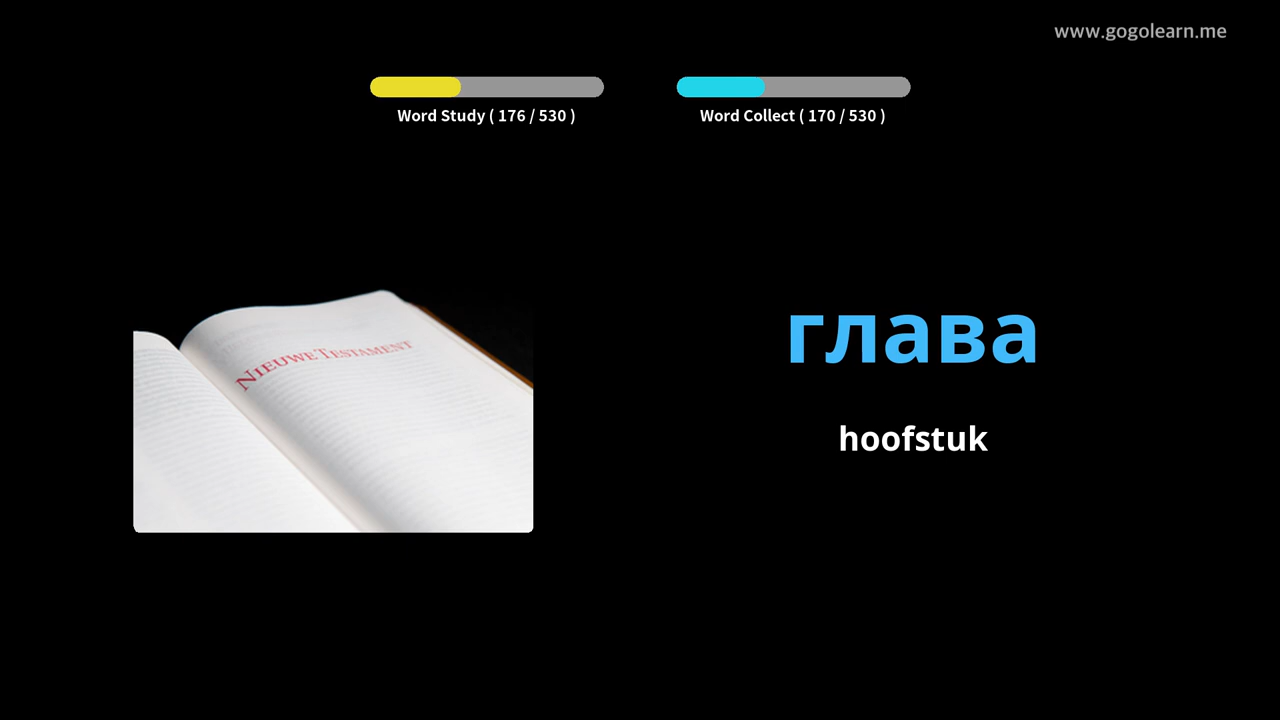 www.gogolearn.me
Word Study ( 176 / 530 )
Word Collect ( 170 / 530 )
NIEUWE TESTAMENT
глава
hoofstuk